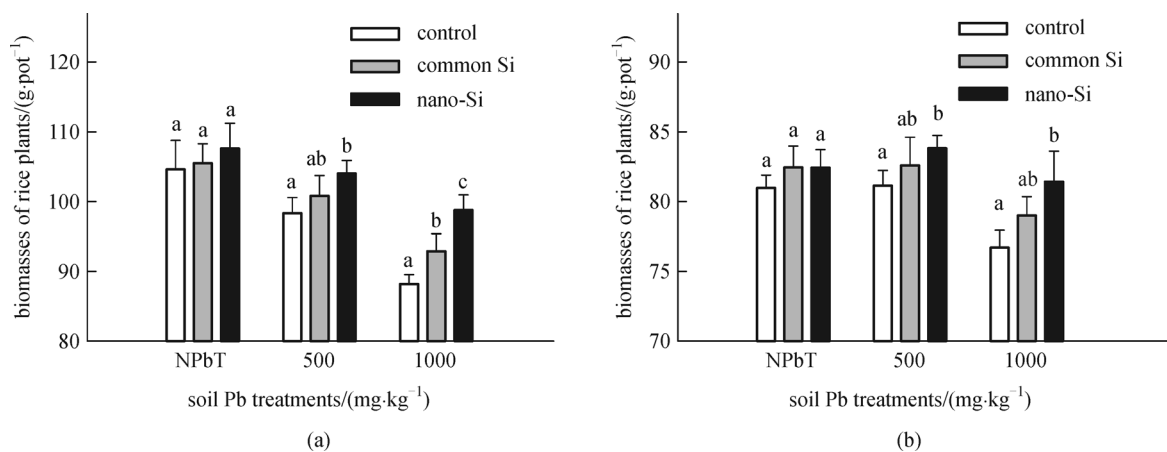 biomasses of rice plants/(g·pot⁻¹)
120
110
100
90
80
control
common Si
nano-Si
a a a
a ab b
a b c
NPbT 500 1000
soil Pb treatments/(mg·kg⁻¹)
(a)
biomasses of rice plants/(g·pot⁻¹)
90
85
80
75
70
control
common Si
nano-Si
a a a
a ab b
a ab b
NPbT 500 1000
soil Pb treatments/(mg·kg⁻¹)
(b)